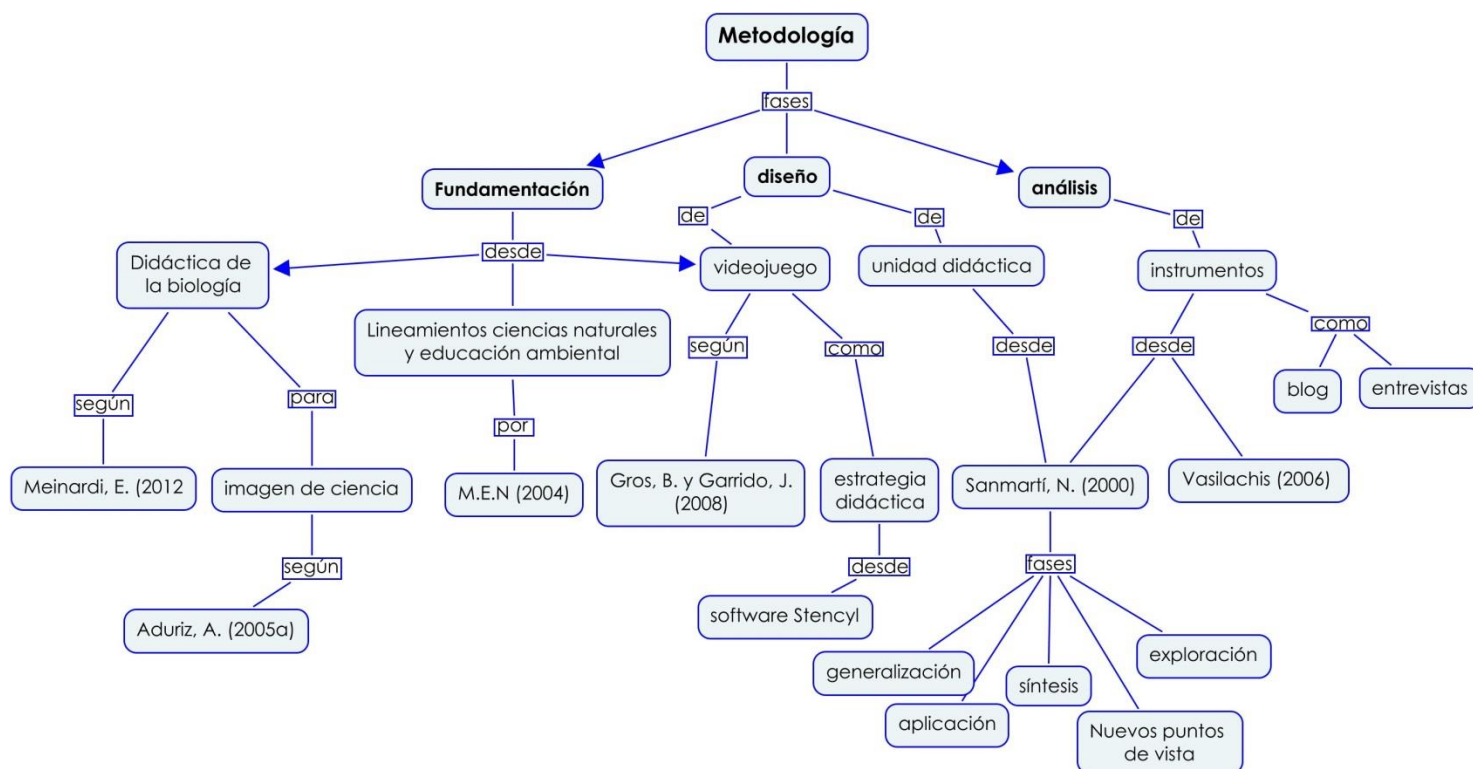 Metodología
fases
Fundamentación
diseño
análisis
de
de
de
desde
Didáctica de
la biología
videojuego
unidad didáctica
instrumentos
Lineamientos ciencias naturales
y educación ambiental
según
como
desde
desde
como
blog
entrevistas
según
para
por
Meinardi, E. (2012
imagen de ciencia
M.E.N (2004)
Gros, B. y Garrido, J.
(2008)
estrategia
didáctica
Sanmartí, N. (2000)
Vasilachis (2006)
según
desde
fases
Aduriz, A. (2005a)
software Stencyl
generalización
aplicación
síntesis
Nuevos puntos
de vista
exploración